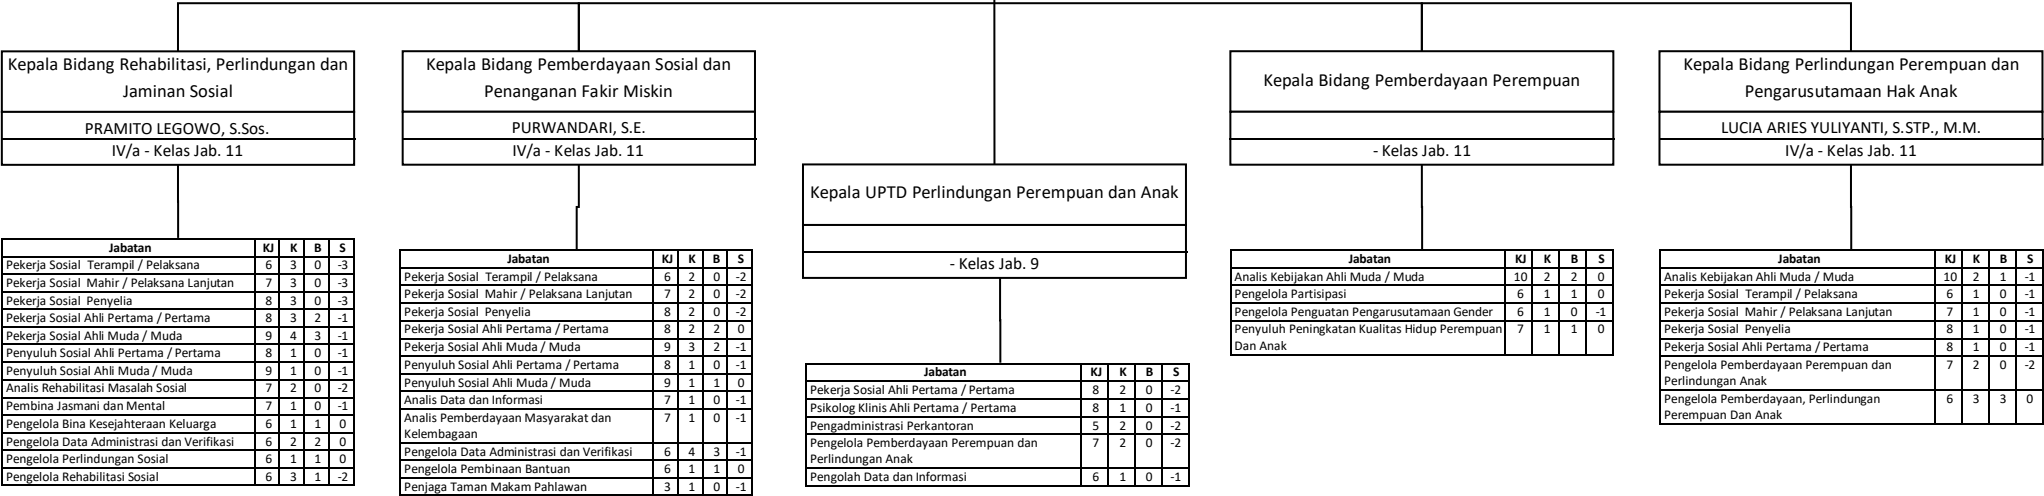 Kepala Bidang Rehabilitasi, Perlindungan dan
Jaminan Sosial
PRAMITO LEGOWO, S.Sos.
IV/a - Kelas Jab. 11
Jabatan KJ K B S
Pekerja Sosial Terampil / Pelaksana 6 3 0 -3
Pekerja Sosial Mahir / Pelaksana Lanjutan 7 3 0 -3
Pekerja Sosial Penyelia 8 3 0 -3
Pekerja Sosial Ahli Pertama / Pertama 8 3 2 -1
Pekerja Sosial Ahli Muda / Muda 9 4 3 -1
Penyuluh Sosial Ahli Pertama / Pertama 8 1 0 -1
Penyuluh Sosial Ahli Muda / Muda 9 1 0 -1
Analis Rehabilitasi Masalah Sosial 7 2 0 -2
Pembina Jasmani dan Mental 7 1 0 -1
Pengelola Bina Kesejahteraan Keluarga 6 1 1 0
Pengelola Data Administrasi dan Verifikasi 6 2 2 0
Pengelola Perlindungan Sosial 6 1 1 0
Pengelola Rehabilitasi Sosial 6 3 1 -2
Kepala Bidang Pemberdayaan Sosial dan
Penanganan Fakir Miskin
PURWANDARI, S.E.
IV/a - Kelas Jab. 11
Jabatan KJ K B S
Pekerja Sosial Terampil / Pelaksana 6 2 0 -2
Pekerja Sosial Mahir / Pelaksana Lanjutan 7 2 0 -2
Pekerja Sosial Penyelia 8 2 0 -2
Pekerja Sosial Ahli Pertama / Pertama 8 2 2 0
Pekerja Sosial Ahli Muda / Muda 9 3 2 -1
Penyuluh Sosial Ahli Pertama / Pertama 8 1 0 -1
Penyuluh Sosial Ahli Muda / Muda 9 1 1 0
Analis Data dan Informasi 7 1 0 -1
Analis Pemberdayaan Masyarakat dan 7 1 0 -1
Kelembagaan
Pengelola Data Administrasi dan Verifikasi 6 4 3 -1
Pengelola Pembinaan Bantuan 6 1 1 0
Penjaga Taman Makam Pahlawan 3 1 0 -1
Kepala UPTD Perlindungan Perempuan dan Anak
- Kelas Jab. 9
Jabatan KJ K B S
Pekerja Sosial Ahli Pertama / Pertama 8 2 0 -2
Psikolog Klinis Ahli Pertama / Pertama 8 1 0 -1
Pengadministrasi Perkantoran 5 2 0 -2
Pengelola Pemberdayaan Perempuan dan 7 2 0 -2
Perlindungan Anak
Pengolah Data dan Informasi 6 1 0 -1
Kepala Bidang Pemberdayaan Perempuan
- Kelas Jab. 11
Jabatan KJ K B S
Analis Kebijakan Ahli Muda / Muda 10 2 2 0
Pengelola Partisipasi 6 1 1 0
Pengelola Penguatan Pengarusutamaan Gender 6 1 0 -1
Penyuluh Peningkatan Kualitas Hidup Perempuan 7 1 1 0
Dan Anak
Kepala Bidang Perlindungan Perempuan dan
Pengarusutamaan Hak Anak
LUCIA ARIES YULIYANTI, S.STP., M.M.
IV/a - Kelas Jab. 11
Jabatan KJ K B S
Analis Kebijakan Ahli Muda / Muda 10 2 1 -1
Pekerja Sosial Terampil / Pelaksana 6 1 0 -1
Pekerja Sosial Mahir / Pelaksana Lanjutan 7 1 0 -1
Pekerja Sosial Penyelia 8 1 0 -1
Pekerja Sosial Ahli Pertama / Pertama 8 1 0 -1
Pengelola Pemberdayaan Perempuan dan 7 2 0 -2
Perlindungan Anak
Pengelola Pemberdayaan, Perlindungan 6 3 3 0
Perempuan Dan Anak